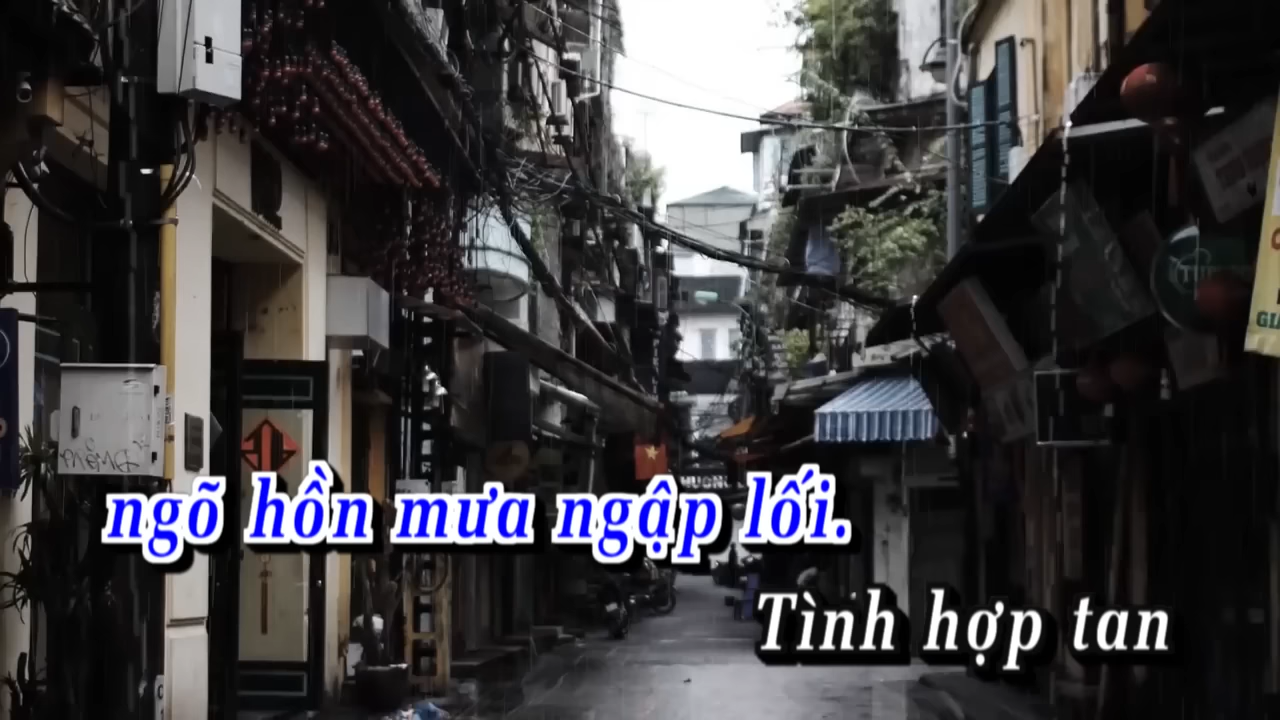 ngõ hồn mưa ngập lối.
Tình hợp tan